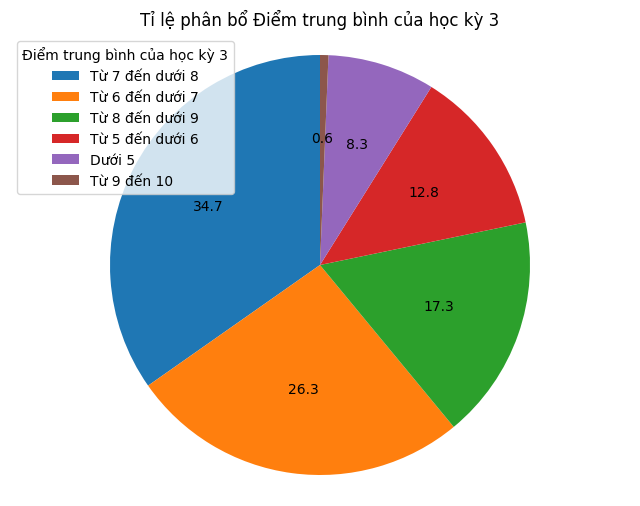 Tỉ lệ phân bổ Điểm trung bình của học kỳ 3
Điểm trung bình của học kỳ 3
Từ 7 đến dưới 8
Từ 6 đến dưới 7
Từ 8 đến dưới 9
Từ 5 đến dưới 6
Dưới 5
Từ 9 đến 10
0.6
8.3
12.8
34.7
17.3
26.3